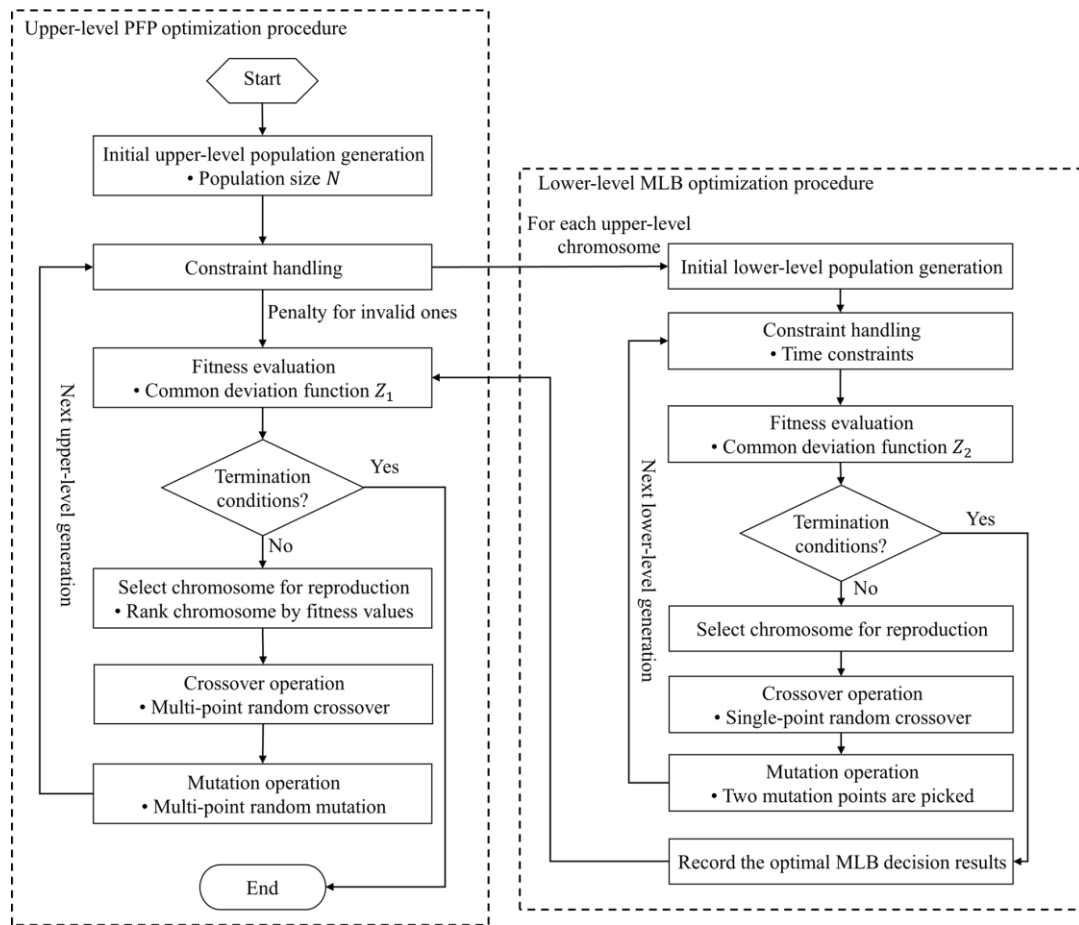 Upper-level PFP optimization procedure
Start
Initial upper-level population generation
• Population size N
Constraint handling
Penalty for invalid ones
Fitness evaluation
• Common deviation function Z₁
Termination
conditions?
Yes
No
Select chromosome for reproduction
• Rank chromosome by fitness values
Crossover operation
• Multi-point random crossover
Mutation operation
• Multi-point random mutation
Next upper-level generation
End
Lower-level MLB optimization procedure
For each upper-level
chromosome
Initial lower-level population generation
Constraint handling
• Time constraints
Fitness evaluation
• Common deviation function Z₂
Termination
conditions?
Yes
No
Select chromosome for reproduction
Crossover operation
• Single-point random crossover
Mutation operation
• Two mutation points are picked
Next lower-level generation
Record the optimal MLB decision results